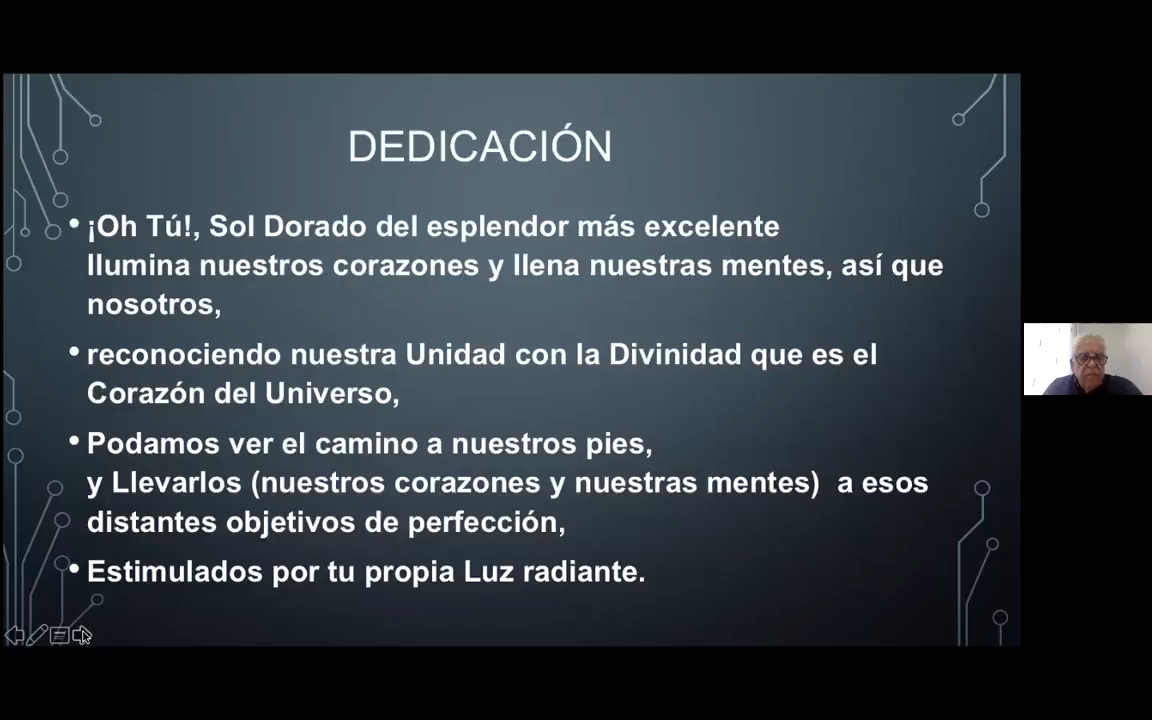 DEDICACIÓN
• ¡Oh Tú!, Sol Dorado del esplendor más excelente
Ilumina nuestros corazones y llena nuestras mentes, así que
nosotros,
• reconociendo nuestra Unidad con la Divinidad que es el
Corazón del Universo,
• Podamos ver el camino a nuestros pies,
y Llevarlos (nuestros corazones y nuestras mentes)  a esos
distantes objetivos de perfección,
• Estimulados por tu propia Luz radiante.